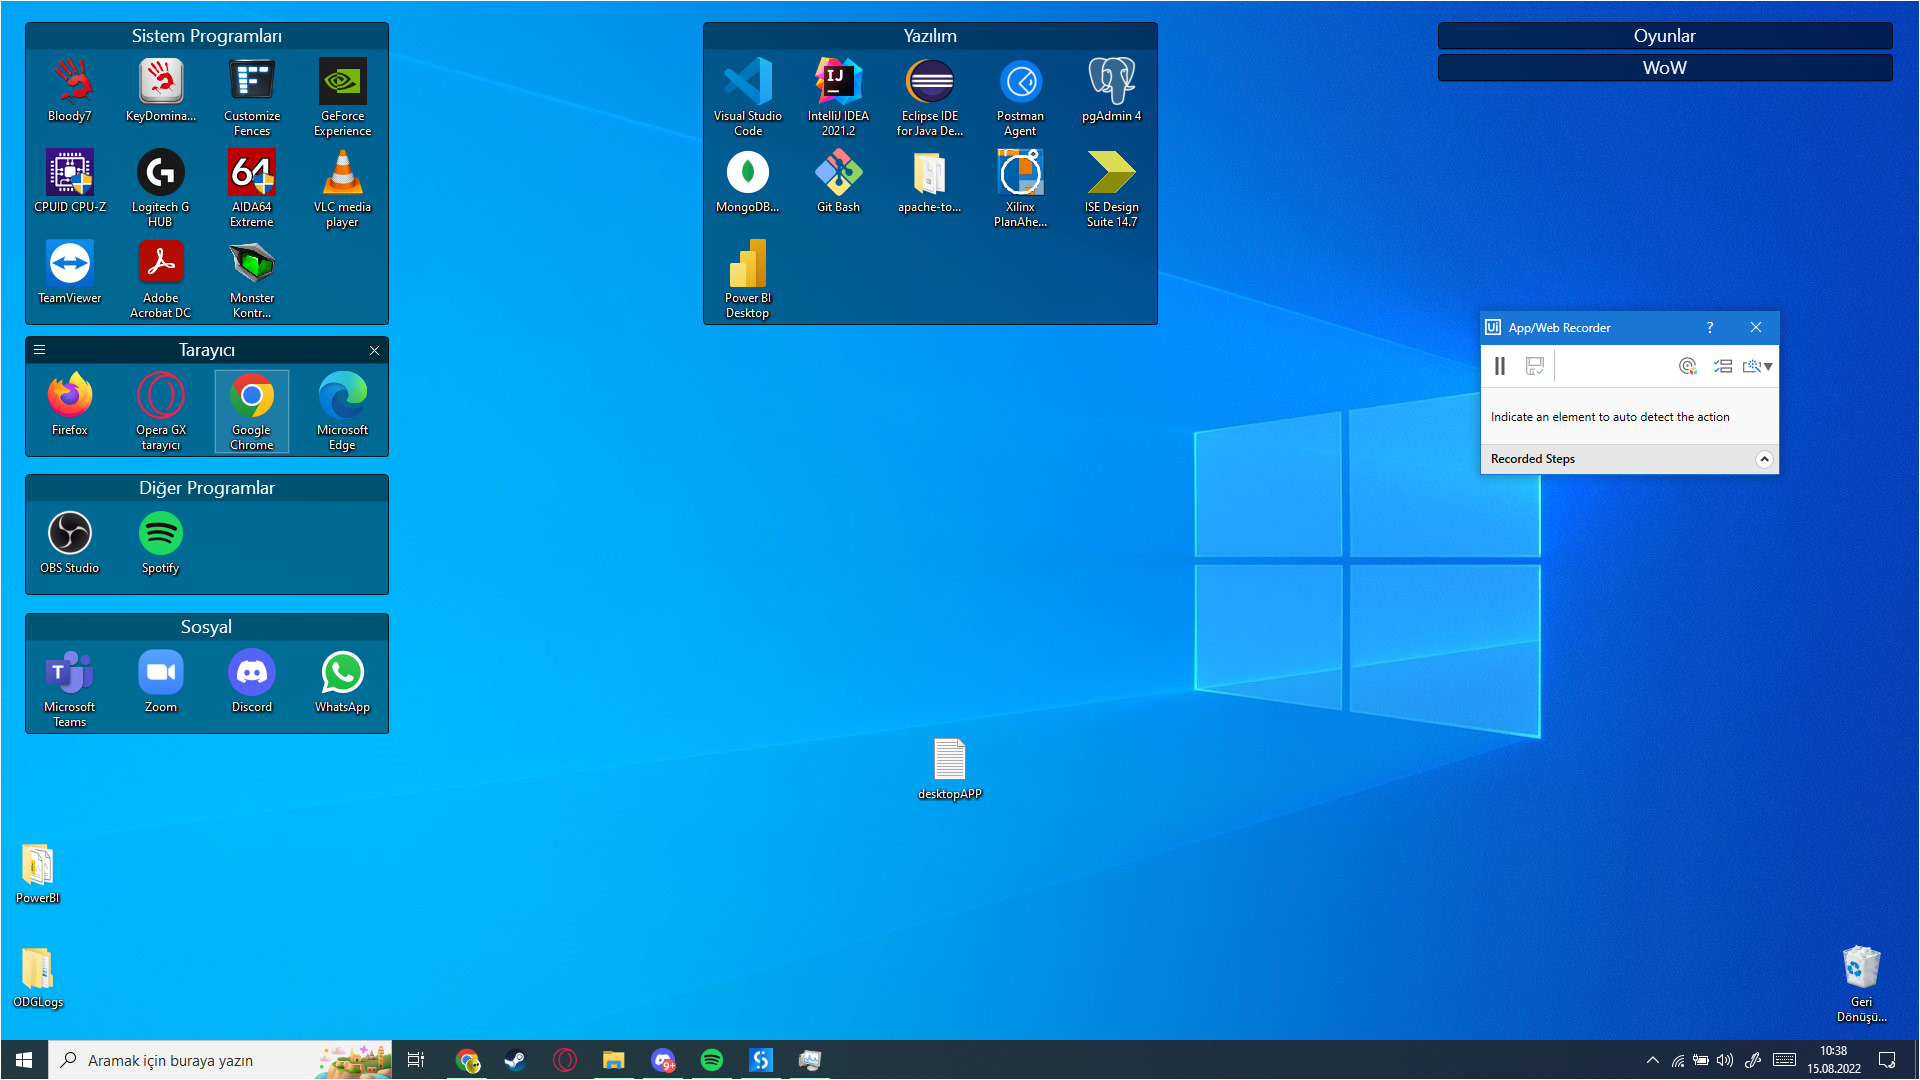 Sistem Programları
Bloody7
KeyDomina...
Customize
Fences
GeForce
Experience
CPUID CPU-Z
Logitech G
HUB
64
AIDA64
Extreme
VLC media
player
TeamViewer
Adobe
Acrobat DC
Monster
Kontr...
Tarayıcı
Firefox
Opera GX
tarayıcı
Google
Chrome
Microsoft
Edge
Diğer Programlar
OBS Studio
Spotify
Sosyal
Microsoft
Teams
Zoom
Discord
WhatsApp
PowerBI
ODGLogs
Yazılım
Visual Studio
Code
IJ
IntelliJ IDEA
2021.2
Eclipse IDE
for Java De...
Postman
Agent
pgAdmin 4
MongoDB...
Git Bash
apache-to...
Xilinx
PlanAhe...
ISE Design
Suite 14.7
Power BI
Desktop
desktopAPP
Oyunlar
WoW
Ui App/Web Recorder ?
Indicate an element to auto detect the action
Recorded Steps
Geri
Dönüşü...
Aramak için buraya yazın
9+
10:38
15.08.2022